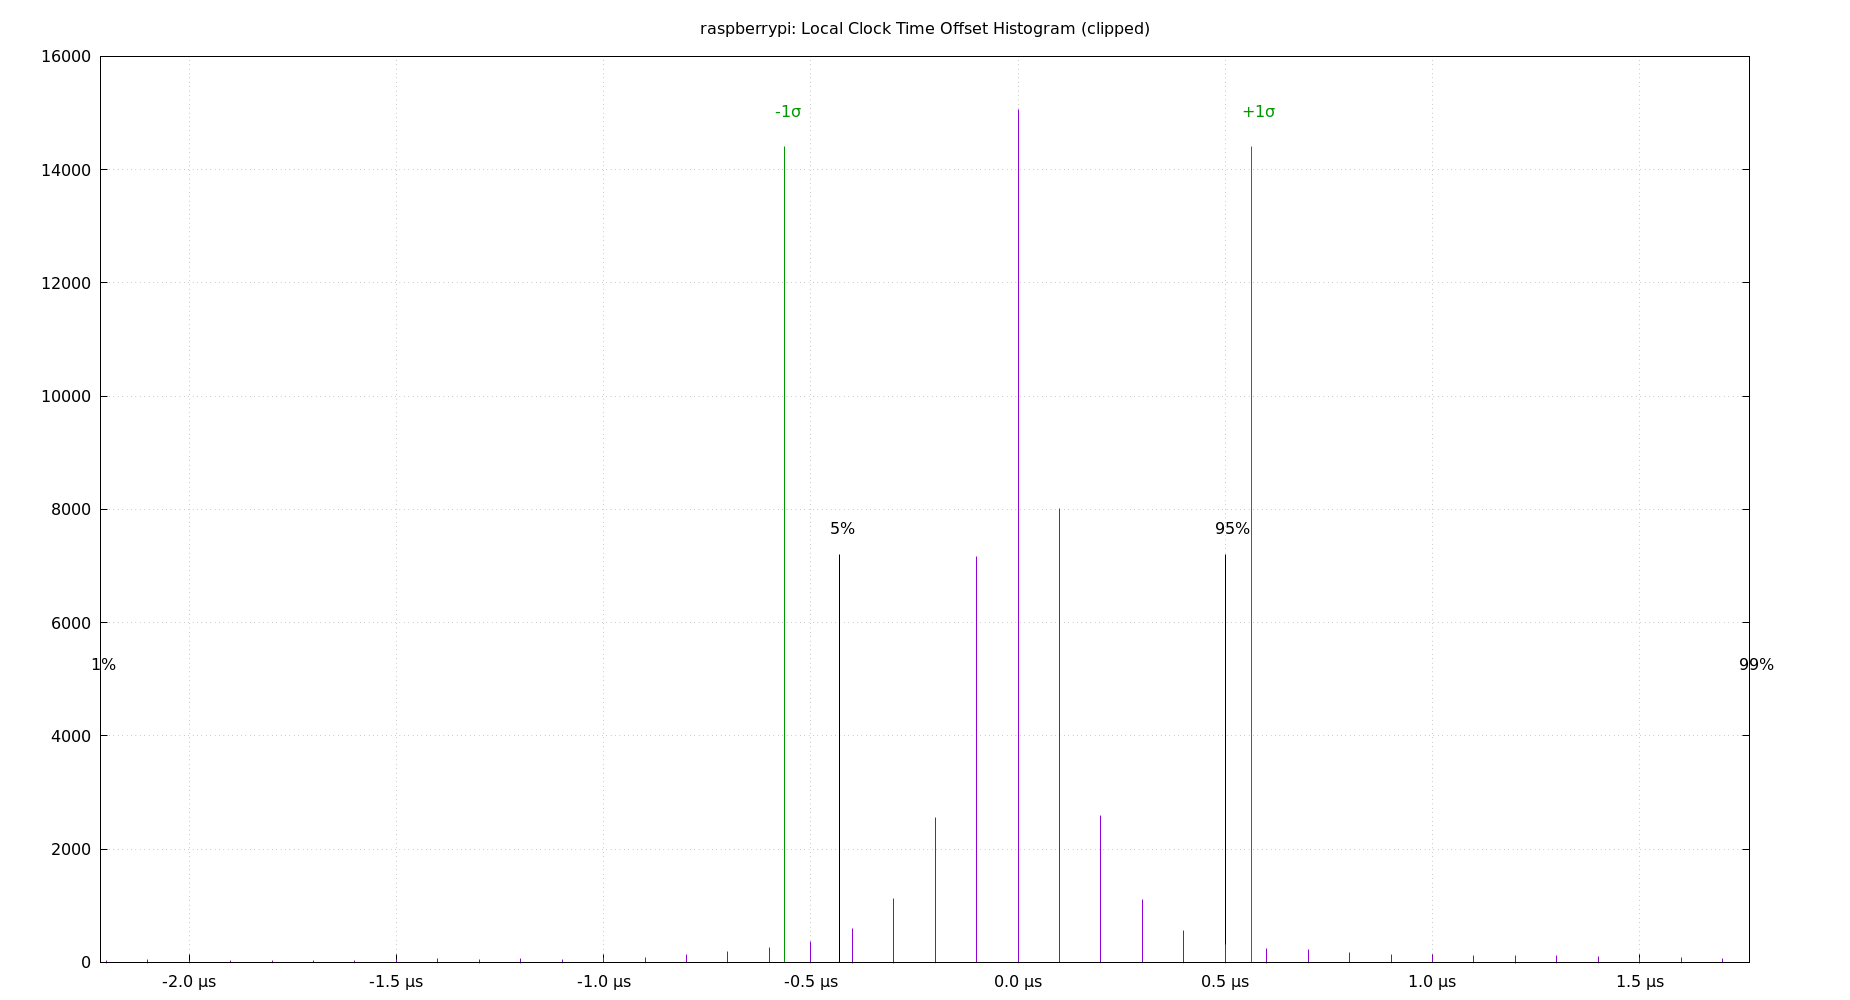 raspberrypi: Local Clock Time Offset Histogram (clipped)
16000
-1σ
+1σ
14000
12000
10000
8000
5%
95%
6000
1%
99%
4000
2000
0
-2.0 µs
-1.5 µs
-1.0 µs
-0.5 µs
0.0 µs
0.5 µs
1.0 µs
1.5 µs